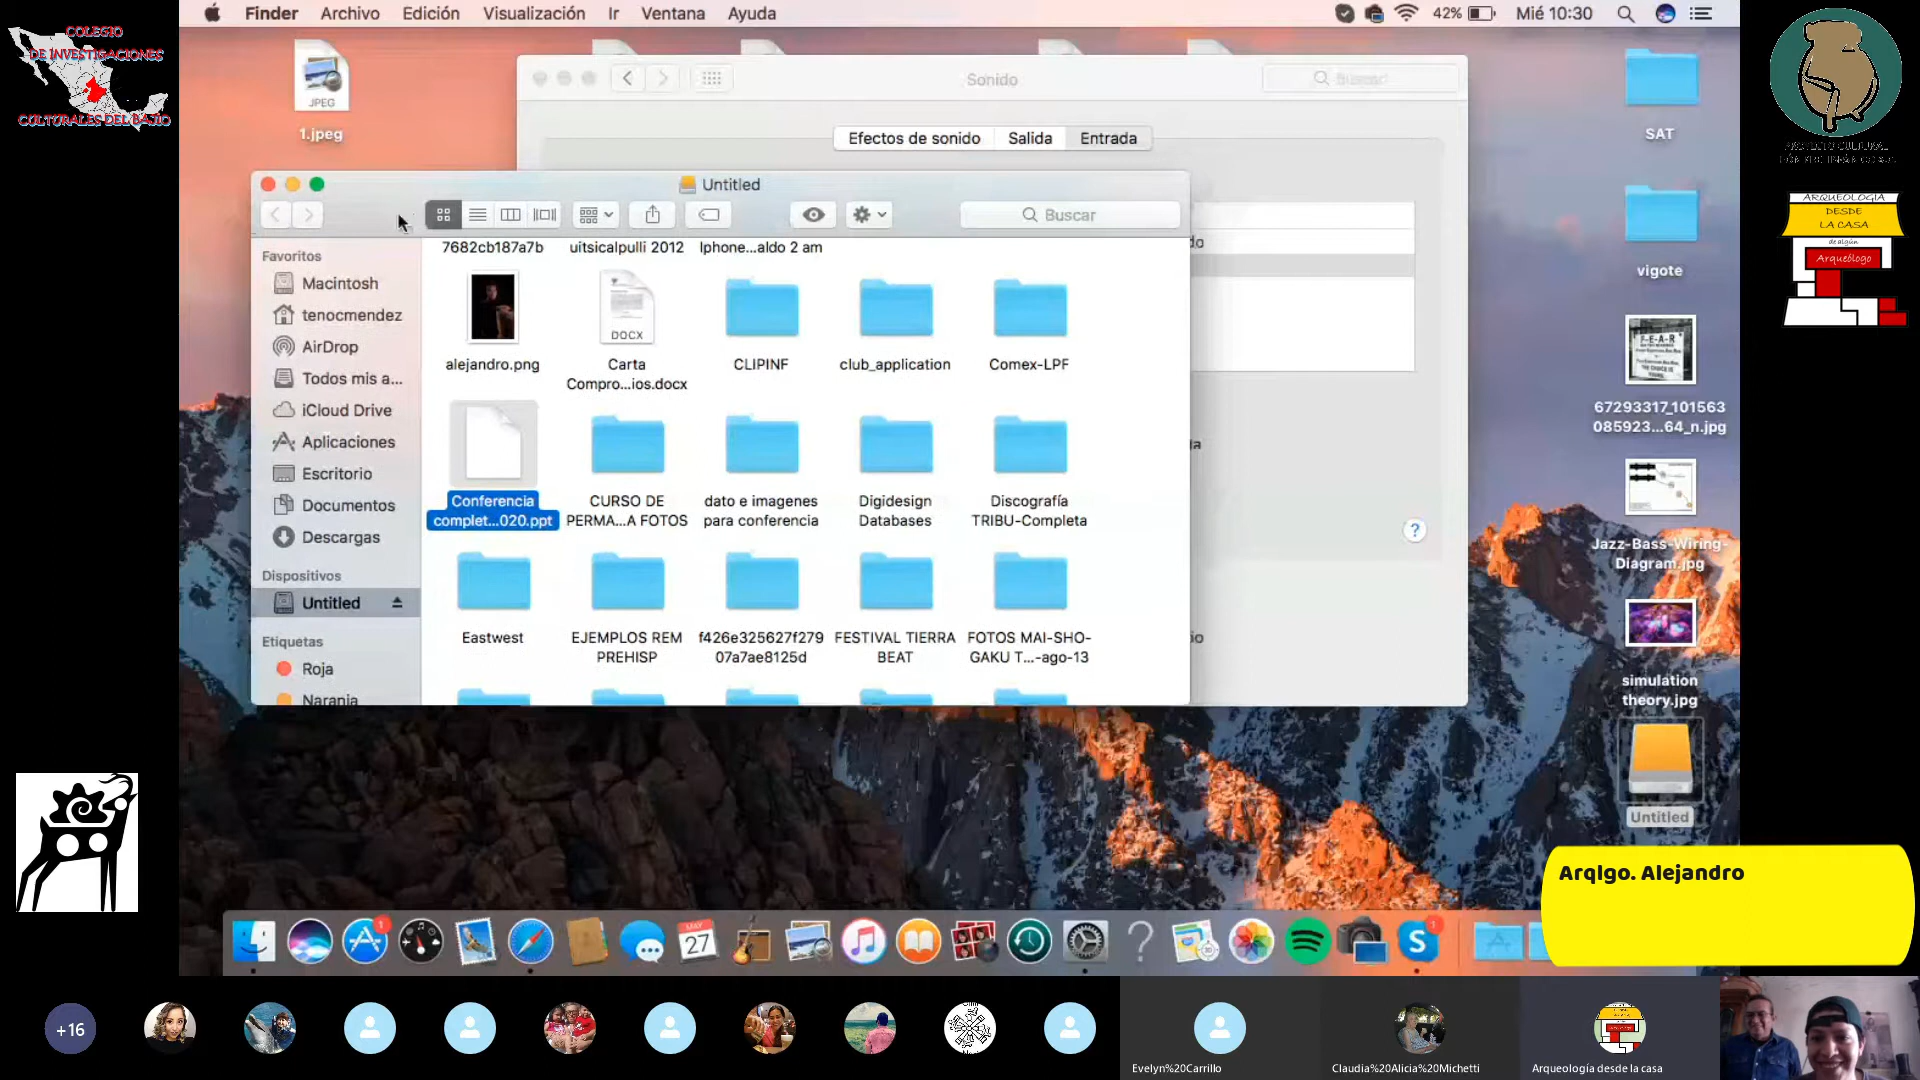 COLEGIO
DE INVESTIGACIONES
CULTURALES DEL BAJÍO
Finder Archivo Edición Visualización Ir Ventana Ayuda
42% Mié 10:30
JPEG
1.jpeg
Sonido
Buscar
Efectos de sonido Salida Entrada
Untitled
Buscar
Favoritos
Macintosh
tenocmendez
AirDrop
Todos mis a...
iCloud Drive
Aplicaciones
Escritorio
Documentos
Descargas
Dispositivos
Untitled
Etiquetas
Roja
Naranja
7682cb187a7b uitsicalpulli 2012 Iphone...aldo 2 am
DOCX
alejandro.png
Carta
Compro...ios.docx
CLIPINF
club_application
Comex-LPF
Conferencia
complet...020.ppt
CURSO DE
PERMA...A FOTOS
dato e imagenes
para conferencia
Digidesign
Databases
Discografía
TRIBU-Completa
Eastwest
EJEMPLOS REM
PREHISP
f426e325627f279
07a7ae8125d
FESTIVAL TIERRA
BEAT
FOTOS MAI-SHO-
GAKU T...-ago-13
?
SAT
vigote
F-E-A-R
67293317_101563
085923...64_n.jpg
Jazz-Bass-Wiring-
Diagram.jpg
simulation
theory.jpg
Untitled
ARQUEOLOGIA
DESDE
LA CASA
de algún
Arqueólogo
Arqlgo. Alejandro
MAY
27
+16
Evelyn%20Carrillo
Claudia%20Alicia%20Michetti
Arqueología desde la casa